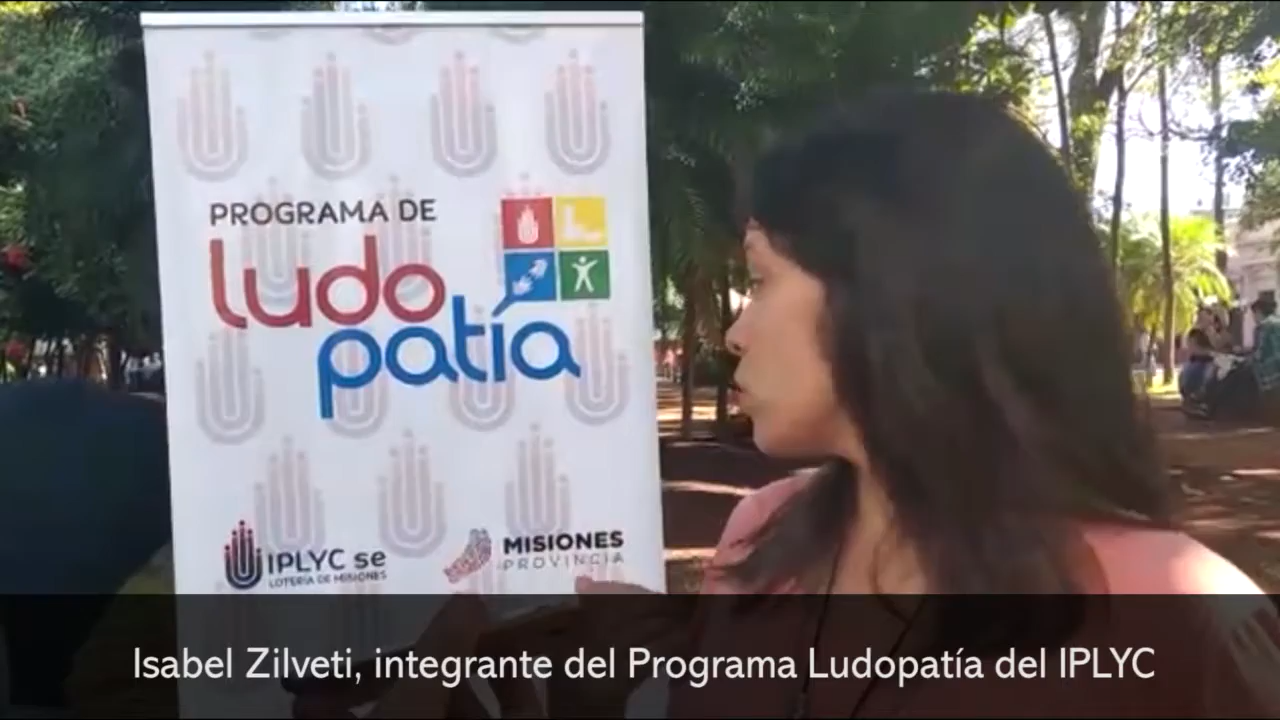 PROGRAMA DE
ludo
patía
IPLYC se
LOTERÍA DE MISIONES
MISIONES
PROVINCIA
Isabel Zilveti, integrante del Programa Ludopatía del IPLYC